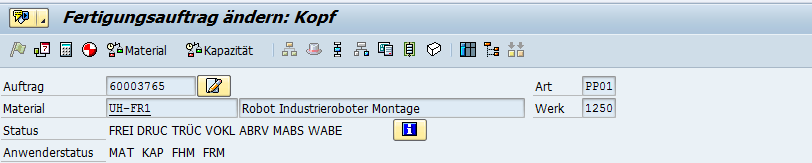 Fertigungsauftrag ändern: Kopf
Material Kapazität
Auftrag 60003765 Art PP01
Material UH-FR1 Robot Industrieroboter Montage Werk 1250
Status FREI DRUC TRÜC VOKL ABRV MABS WABE
Anwenderstatus MAT KAP FHM FRM